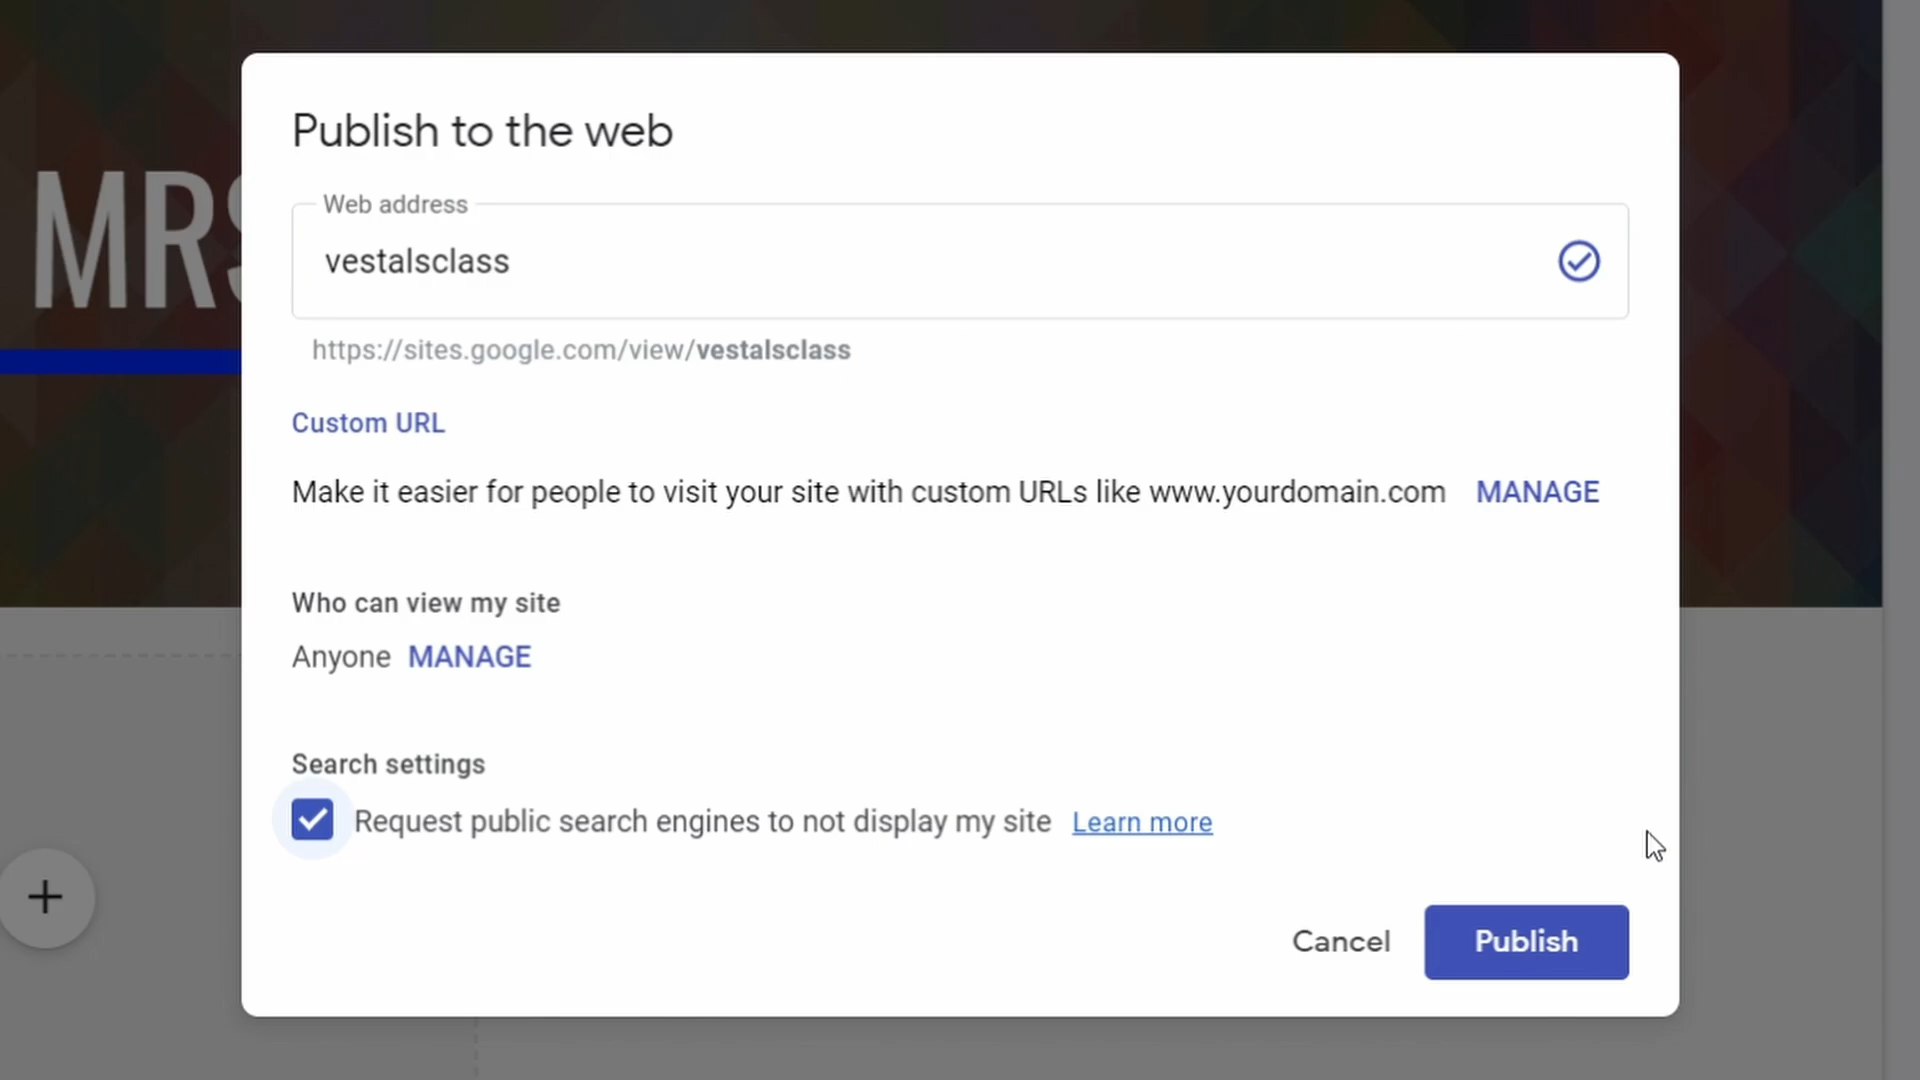 MRS
Publish to the web
Web address
vestalsclass
https://sites.google.com/view/vestalsclass
Custom URL
Make it easier for people to visit your site with custom URLs like www.yourdomain.com MANAGE
Who can view my site
Anyone MANAGE
Search settings
Request public search engines to not display my site Learn more
Cancel Publish